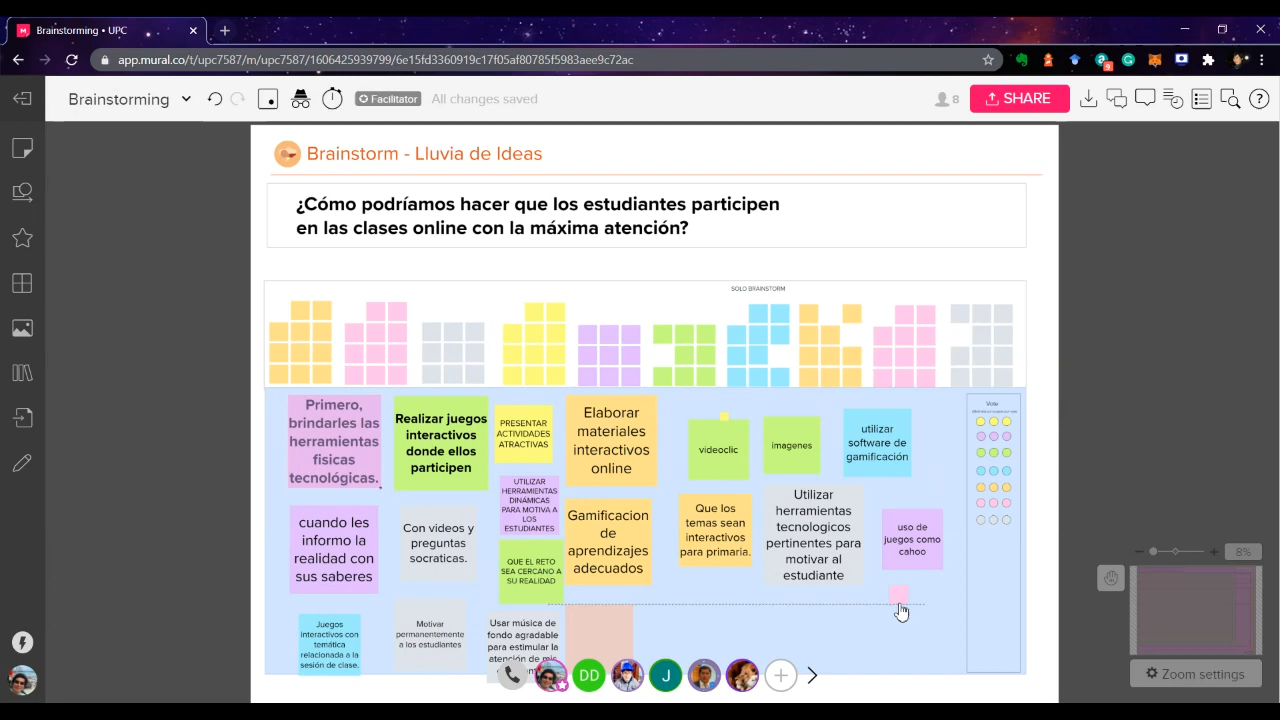 Brainstorming • UPC
app.mural.co/t/upc7587/m/upc7587/1606425939799/6e15fd3360919c17f05af80785f5983aee9c72ac
9
Brainstorming
Facilitator
All changes saved
8
SHARE
Brainstorm - Lluvia de Ideas
¿Cómo podríamos hacer que los estudiantes participen
en las clases online con la máxima atención?
SOLO BRAINSTORM
Primero,
brindarles las
herramientas
fisicas
tecnológicas.
Realizar juegos
interactivos
donde ellos
participen
PRESENTAR
ACTIVIDADES
ATRACTIVAS
Elaborar
materiales
interactivos
online
videoclic
imagenes
utilizar
software de
gamificación
Vote
UTILIZAR
HERRAMIENTAS
DINÁMICAS
PARA MOTIVA A
LOS
ESTUDIANTES
cuando les
informo la
realidad con
sus saberes
Con videos y
preguntas
socraticas.
Gamificacion
de
aprendizajes
adecuados
Que los
temas sean
interactivos
para primaria.
Utilizar
herramientas
tecnologicos
pertinentes para
motivar al
estudiante
uso de
juegos como
cahoo
QUE EL RETO
SEA CERCANO A
SU REALIDAD
Juegos
interactivos con
temática
relacionada a la
sesión de clase.
Motivar
permanentemente
a los estudiantes
Usar música de
fondo agradable
para estimular la
atención de mis
DD
J
8%
Zoom settings